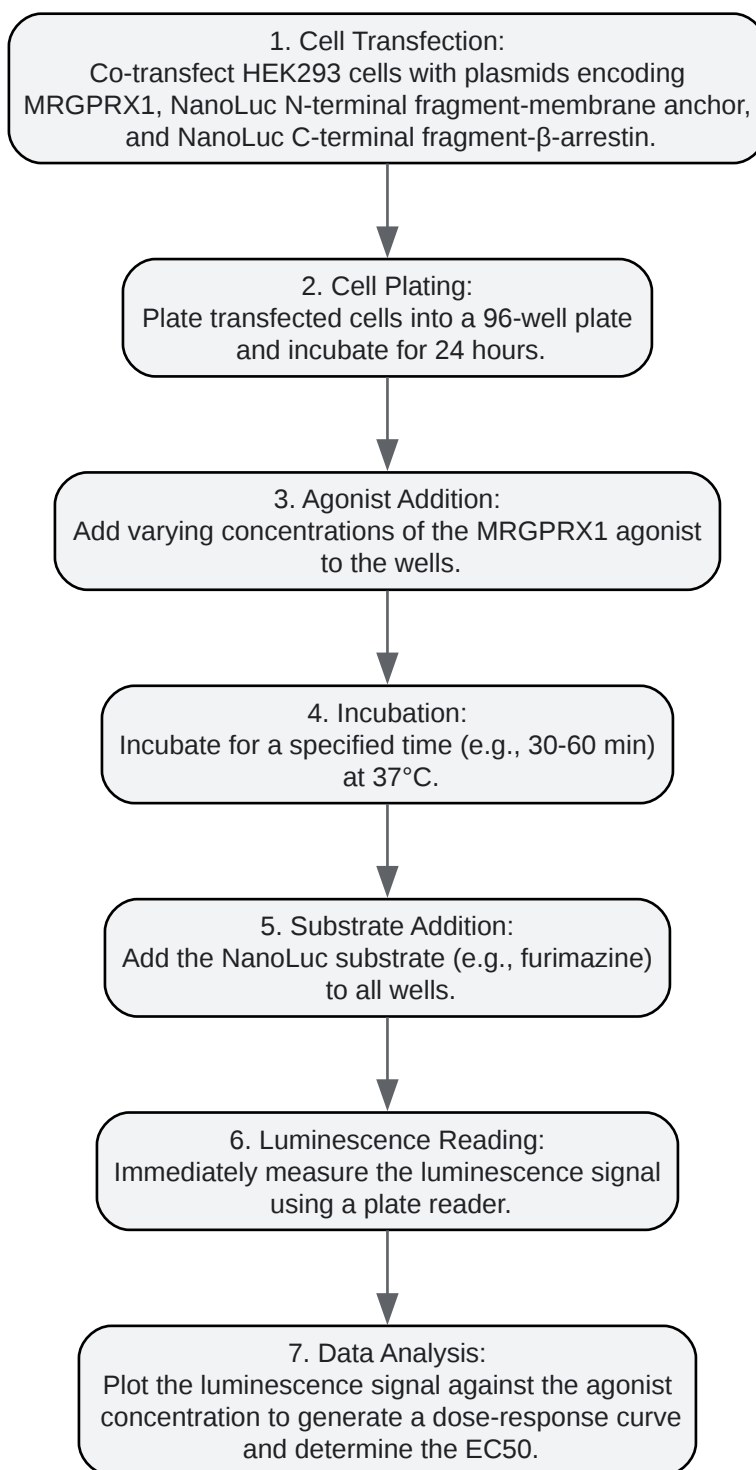 1. Cell Transfection:
Co-transfect HEK293 cells with plasmids encoding
MRGPRX1, NanoLuc N-terminal fragment-membrane anchor,
and NanoLuc C-terminal fragment-β-arrestin.
2. Cell Plating:
Plate transfected cells into a 96-well plate
and incubate for 24 hours.
3. Agonist Addition:
Add varying concentrations of the MRGPRX1 agonist
to the wells.
4. Incubation:
Incubate for a specified time (e.g., 30-60 min)
at 37°C.
5. Substrate Addition:
Add the NanoLuc substrate (e.g., furimazine)
to all wells.
6. Luminescence Reading:
Immediately measure the luminescence signal
using a plate reader.
7. Data Analysis:
Plot the luminescence signal against the agonist
concentration to generate a dose-response curve
and determine the EC50.